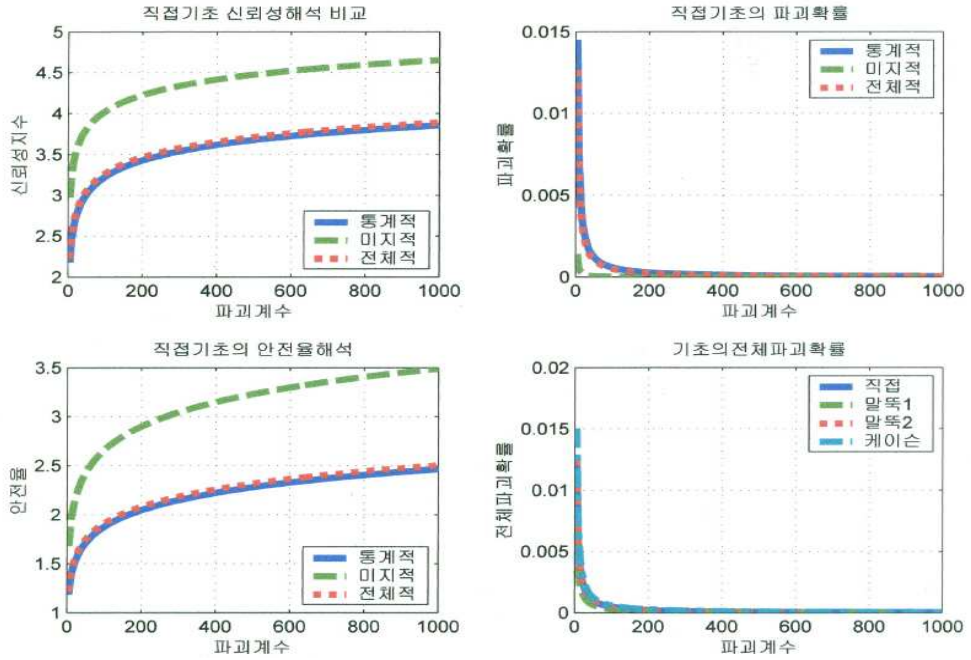 직접기초 신뢰성해석 비교
5
4.5
4
3.5
3
2.5
2
신뢰성지수
통계적
미지적
전체적
0 200 400 600 800 1000
파괴계수
직접기초의 파괴확률
0.015
0.01
0.005
0
파괴확률
통계적
미지적
전체적
0 200 400 600 800 1000
파괴계수
직접기초의 안전율해석
3.5
3
2.5
2
1.5
1
안전율
통계적
미지적
전체적
0 200 400 600 800 1000
파괴계수
기초의전체파괴확률
0.02
0.015
0.01
0.005
0
전체파괴확률
직접
말뚝1
말뚝2
케이슨
0 200 400 600 800 1000
파괴계수